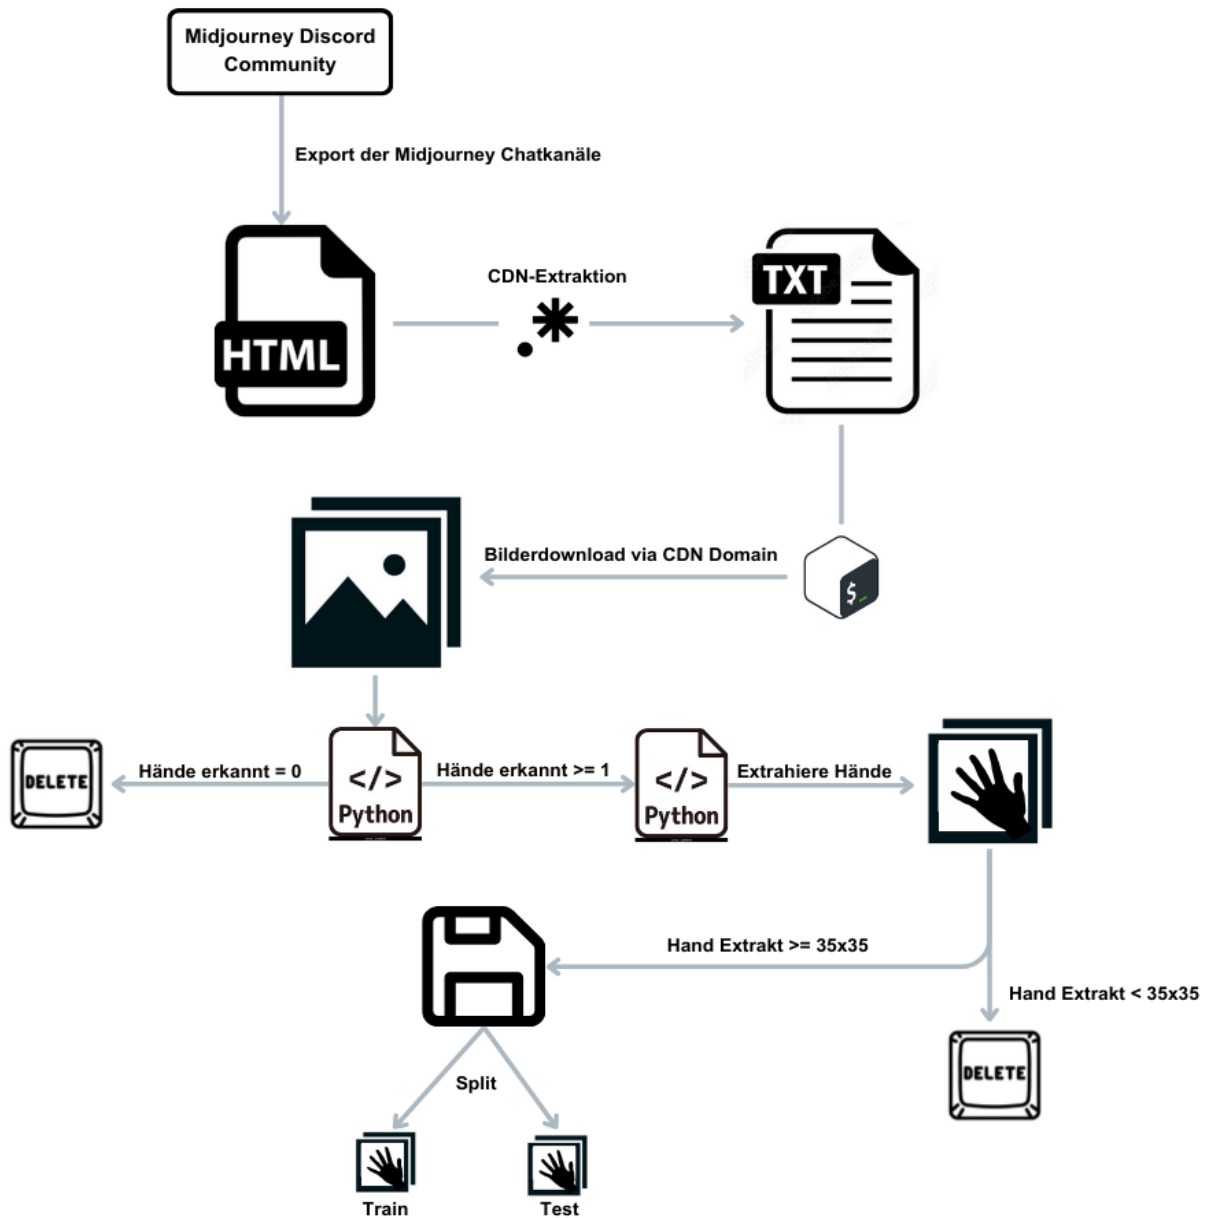 Midjourney Discord
Community
Export der Midjourney Chatkanäle
HTML
CDN-Extraktion
.*
TXT
Bilderdownload via CDN Domain
$_
DELETE
Hände erkannt = 0
</>
Python
Hände erkannt >= 1
</>
Python
Extrahiere Hände
Hand Extrakt >= 35x35
Hand Extrakt < 35x35
DELETE
Split
Train
Test